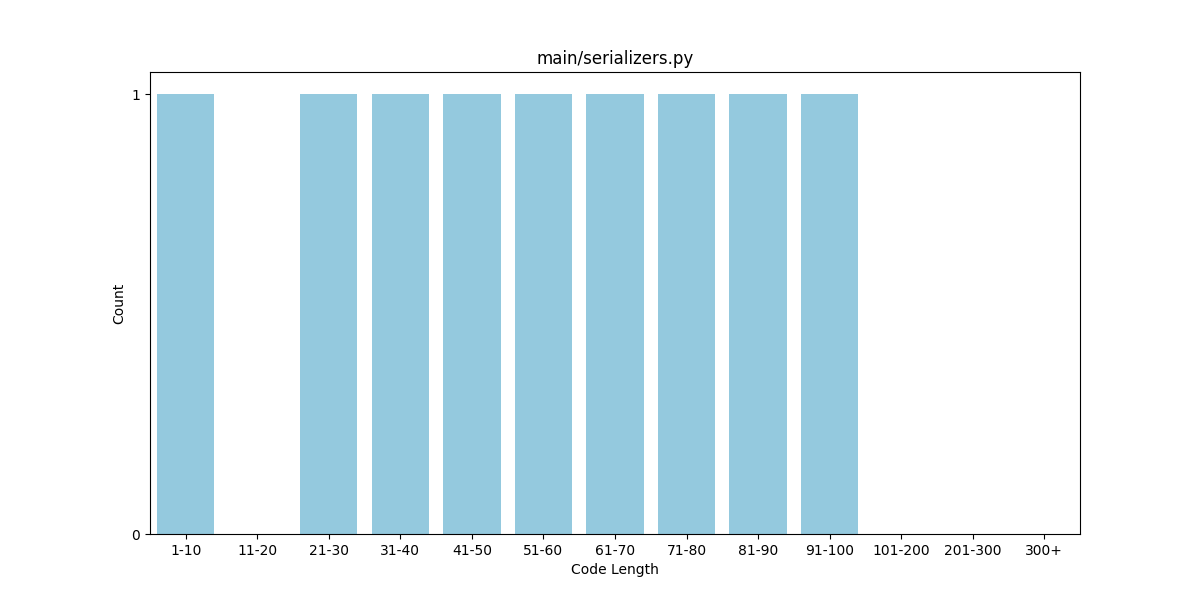 main/serializers.py
Count
1
0
1-10 11-20 21-30 31-40 41-50 51-60 61-70 71-80 81-90 91-100 101-200 201-300 300+
Code Length